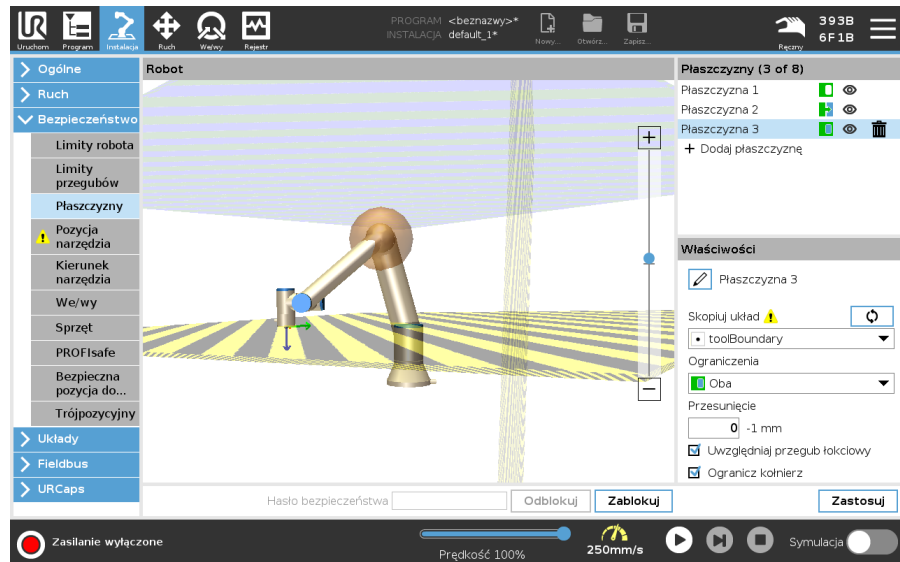 PROGRAM <beznazwy>*
INSTALACJA default_1*
393B
6F1B
Uruchom
Program
Instalacja
Ruch
We/wy
Rejestr
Nowy...
Otwórz...
Zapisz...
Ręczny
Ogólne
Ruch
Bezpieczeństwo
Limity robota
Limity
przegubów
Płaszczyzny
Pozycja
narzędzia
Kierunek
narzędzia
We/wy
Sprzęt
PROFIsafe
Bezpieczna
pozycja do...
Trójpozycyjny
Układy
Fieldbus
URCaps
Robot
Płaszczyzny (3 of 8)
Płaszczyzna 1
Płaszczyzna 2
Płaszczyzna 3
+ Dodaj płaszczyznę
Właściwości
Płaszczyzna 3
Skopiuj układ
toolBoundary
Ograniczenia
Oba
Przesunięcie
0 -1 mm
Uwzględniaj przegub łokciowy
Ogranicz kołnierz
Hasło bezpieczeństwa
Odblokuj
Zablokuj
Zastosuj
Zasilanie wyłączone
Prędkość 100%
250mm/s
Symulacja